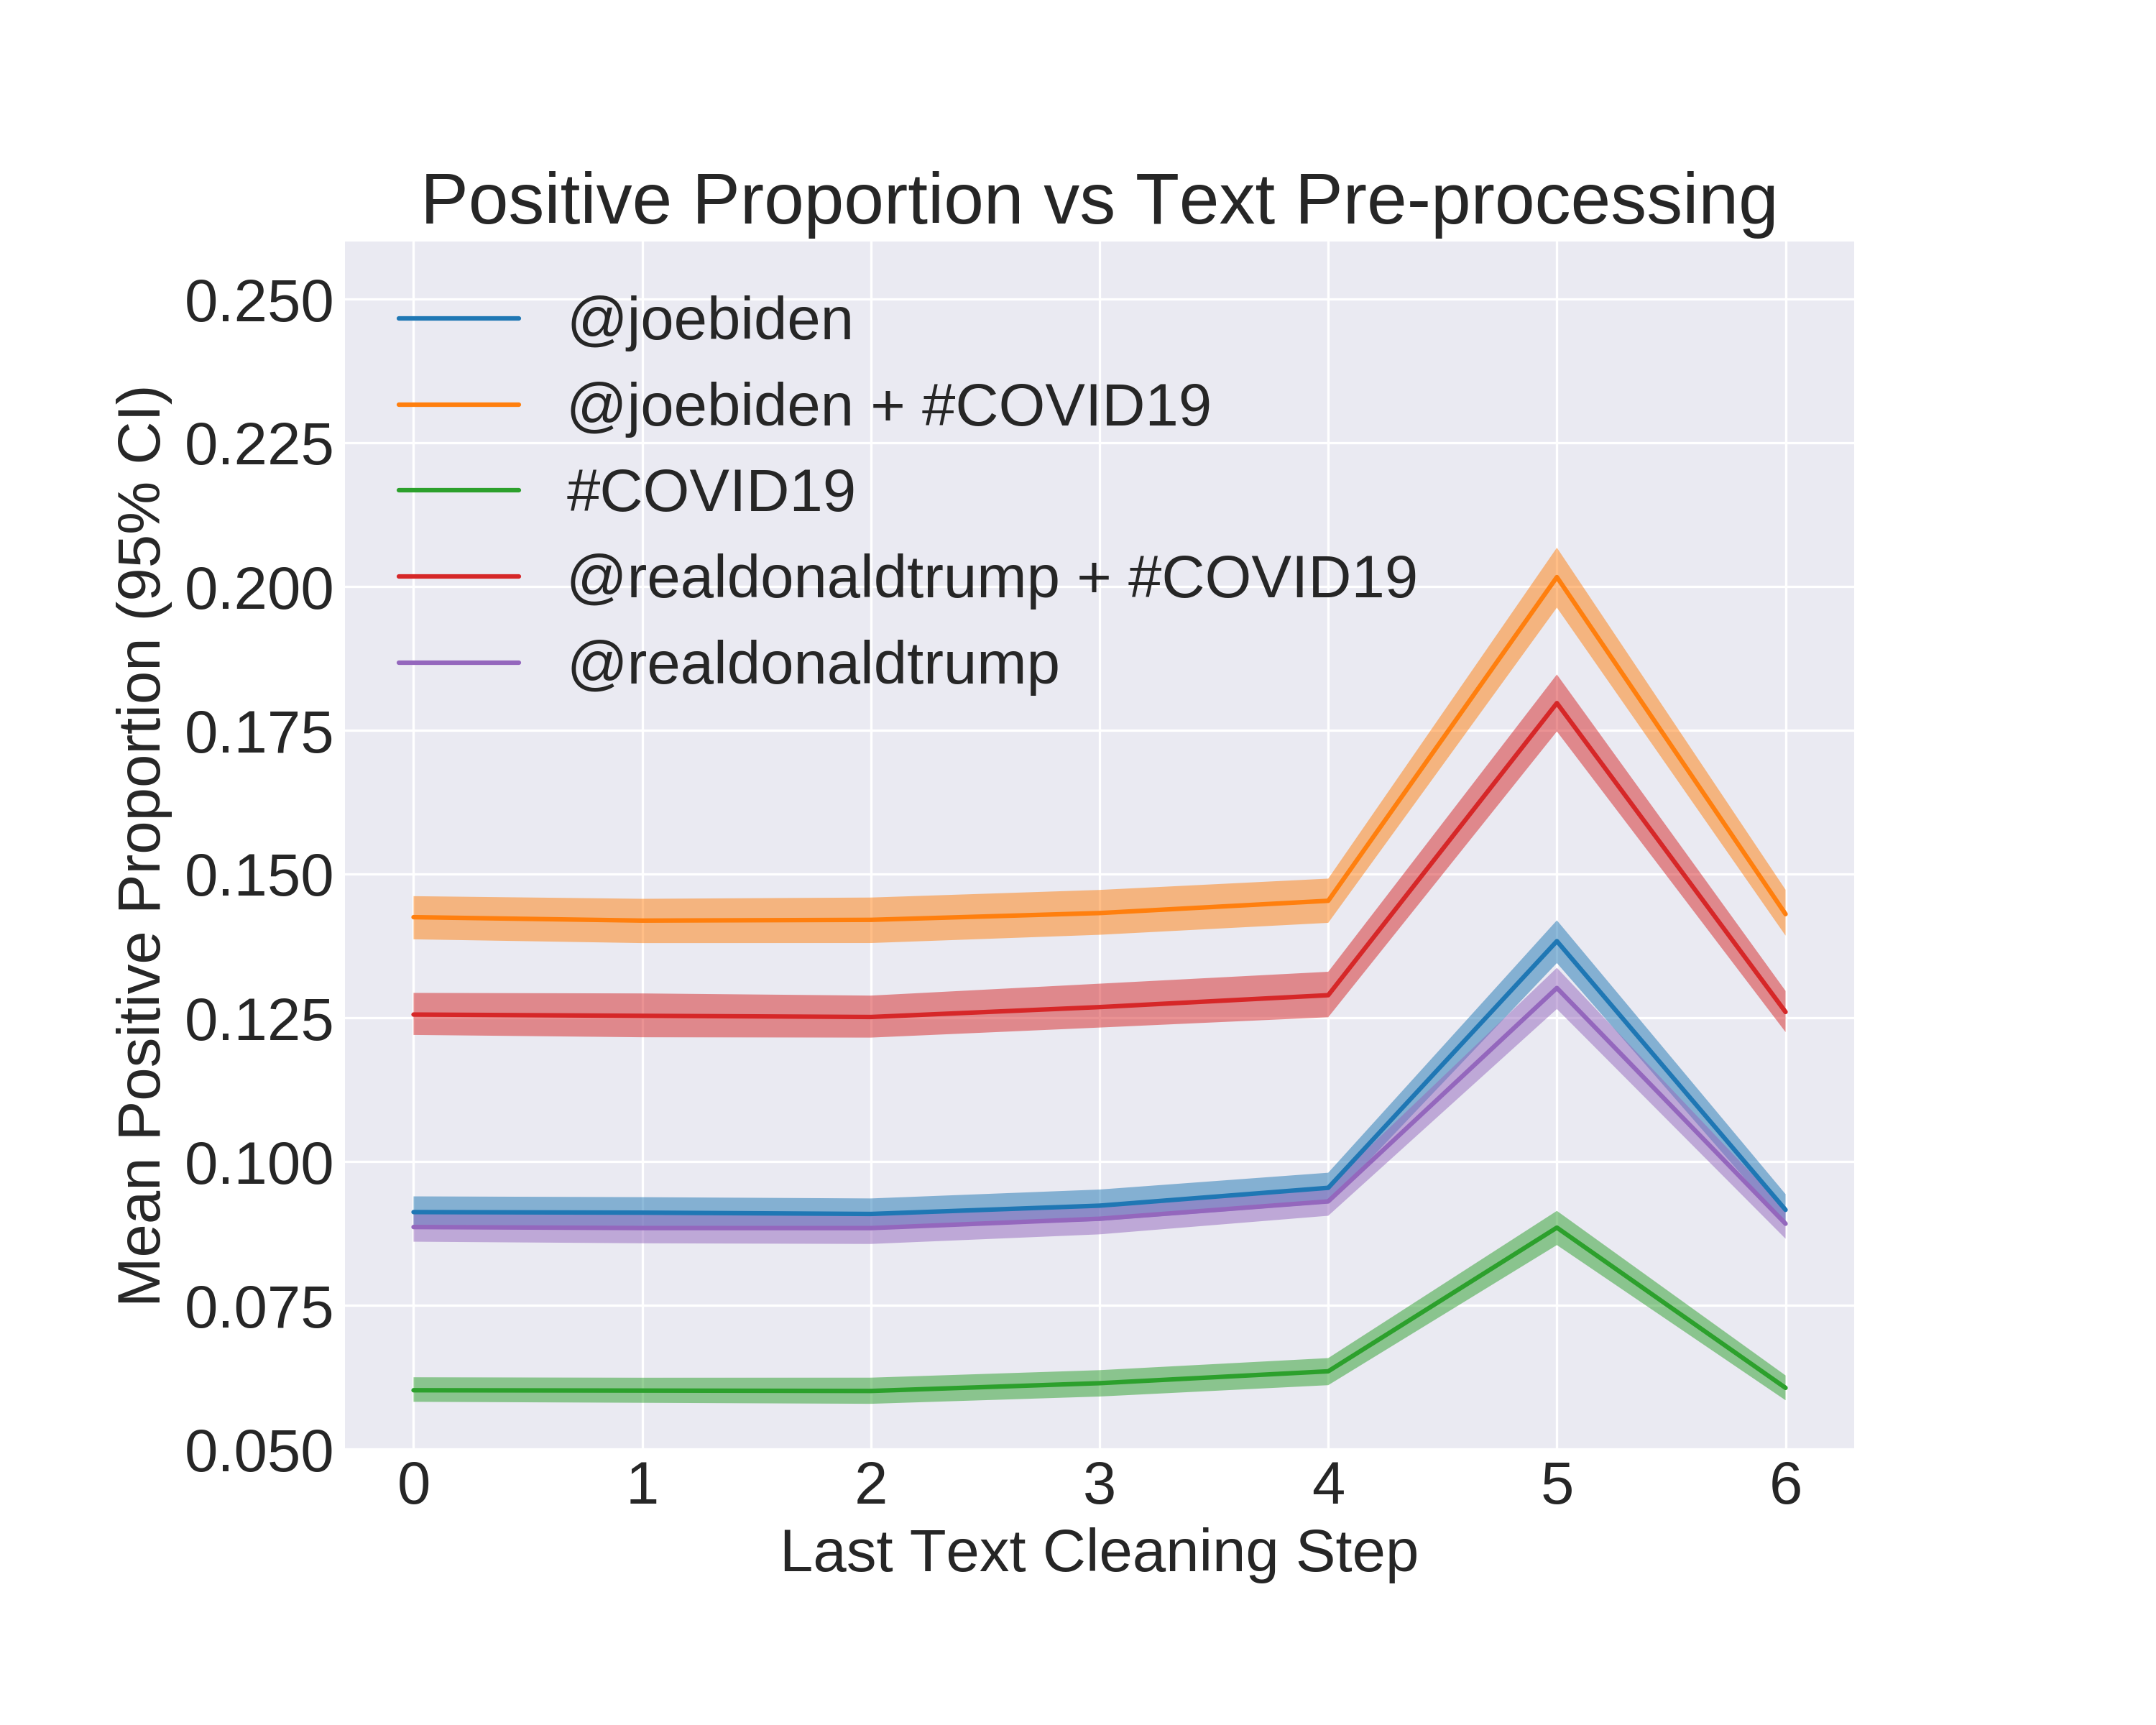 Positive Proportion vs Text Pre-processing
Mean Positive Proportion (95% CI)
0.250
0.225
0.200
0.175
0.150
0.125
0.100
0.075
0.050
@joebiden
@joebiden + #COVID19
#COVID19
@realdonaldtrump + #COVID19
@realdonaldtrump
0 1 2 3 4 5 6
Last Text Cleaning Step